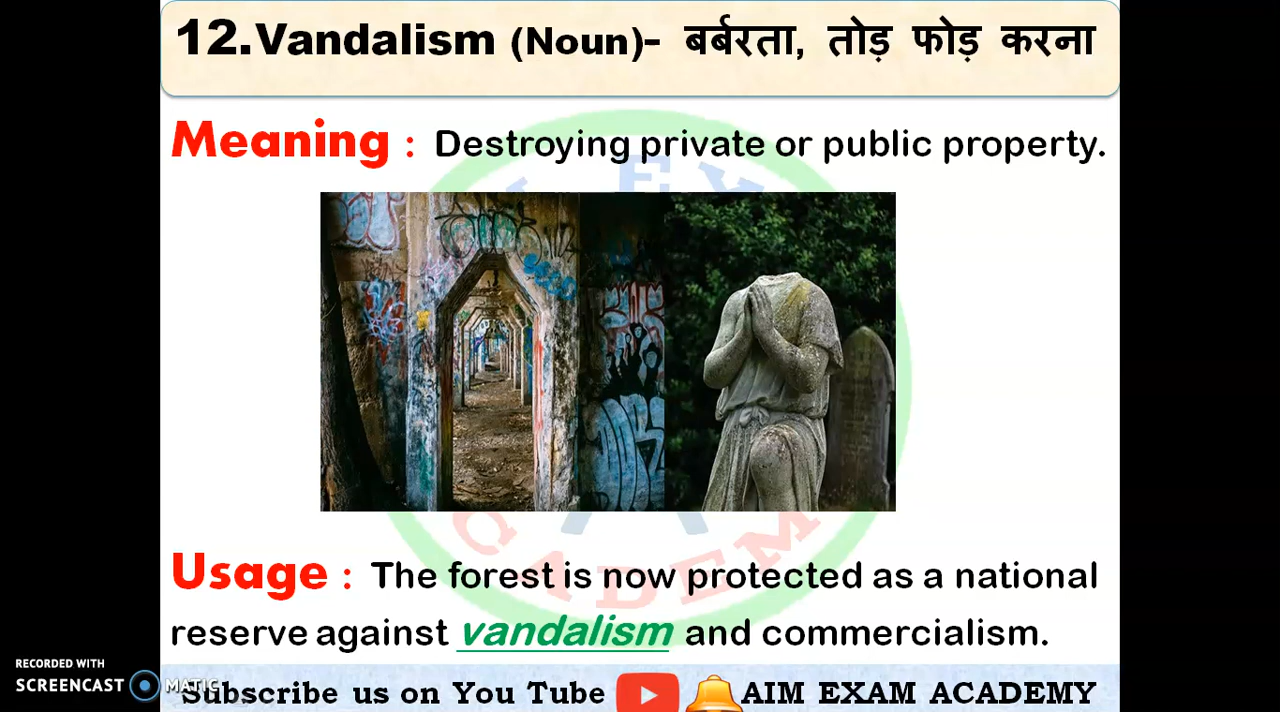 12.Vandalism (Noun)- बर्बरता, तोड़ फोड़ करना
Meaning : Destroying private or public property.
Usage : The forest is now protected as a national
reserve against vandalism and commercialism.
RECORDED WITH
SCREENCAST MATIC
Subscribe us on You Tube AIM EXAM ACADEMY